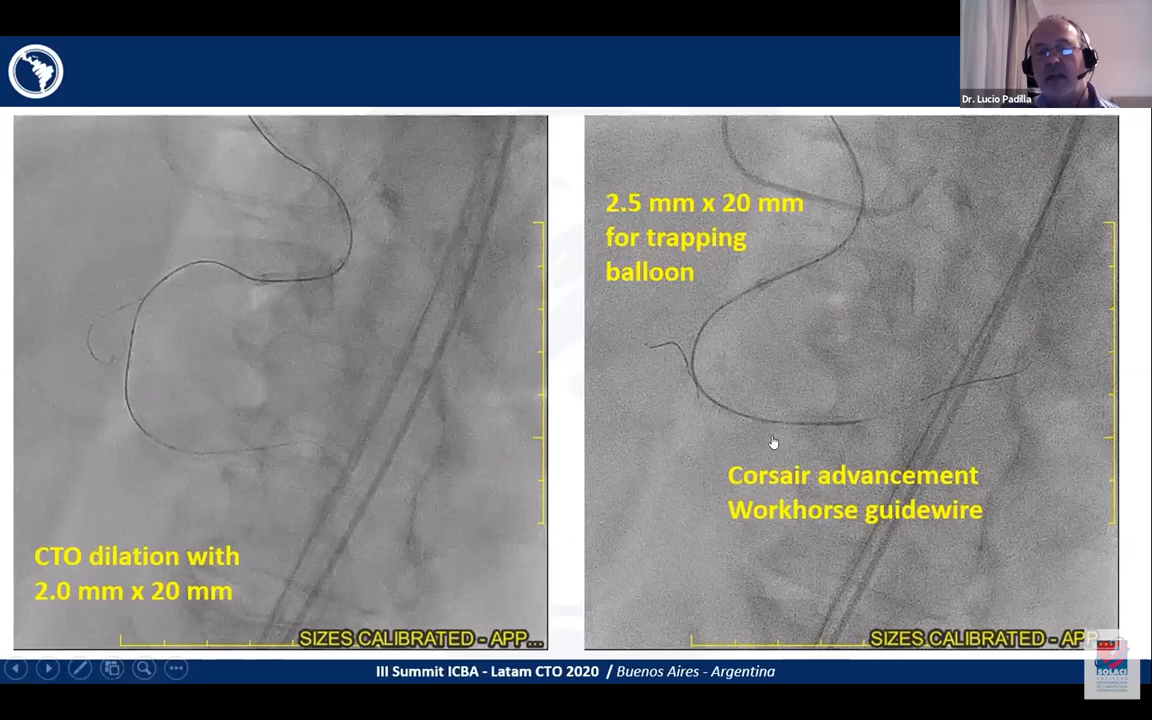 Dr. Lucio Padilla
2.5 mm x 20 mm
for trapping
balloon
Corsair advancement
Workhorse guidewire
CTO dilation with
2.0 mm x 20 mm
SIZES CALIBRATED - APP...
SIZES CALIBRATED - AP
III Summit ICBA - Latam CTO 2020 / Buenos Aires - Argentina
SOLACI